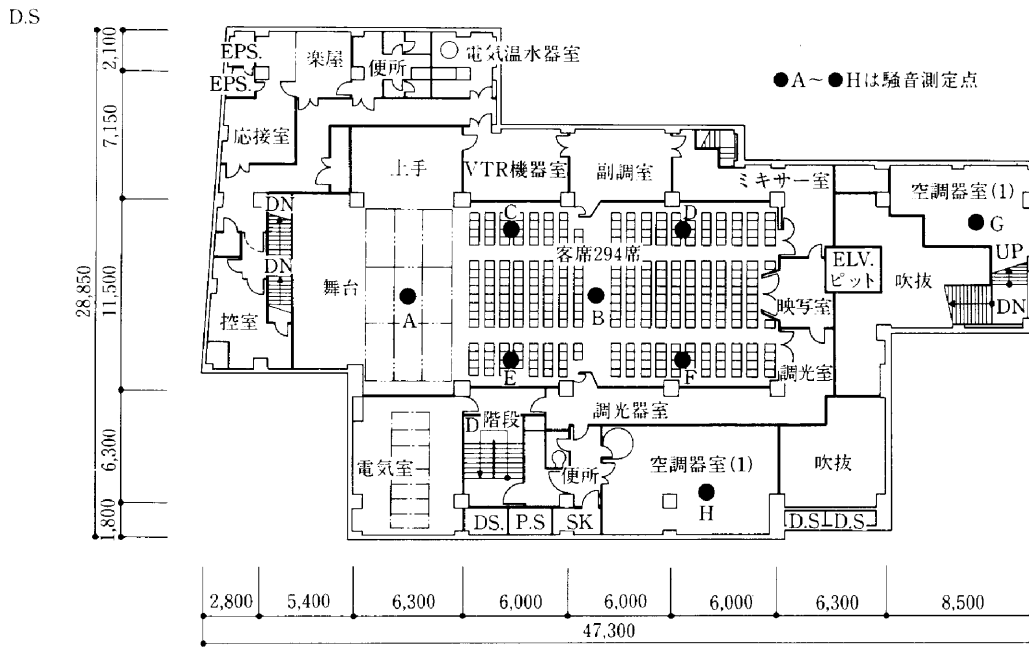 D.S
EPS.
EPS.
楽屋
便所
電気温水器室
●A～●Hは騒音測定点
応接室
上手
VTR機器室
副調室
ミキサー室
空調器室(1)
G
DN
DN
C
D
客席294席
舞台
A
B
ELV.
ピット
吹抜
UP
DN
控室
映写室
E
F
調光室
調光器室
D
階段
電気室
便所
空調器室(1)
H
吹抜
DS.
P.S
SK
D.S
D.S
2,100
7,150
11,500
6,300
1,800
28,850
2,800
5,400
6,300
6,000
6,000
6,000
6,300
8,500
47,300